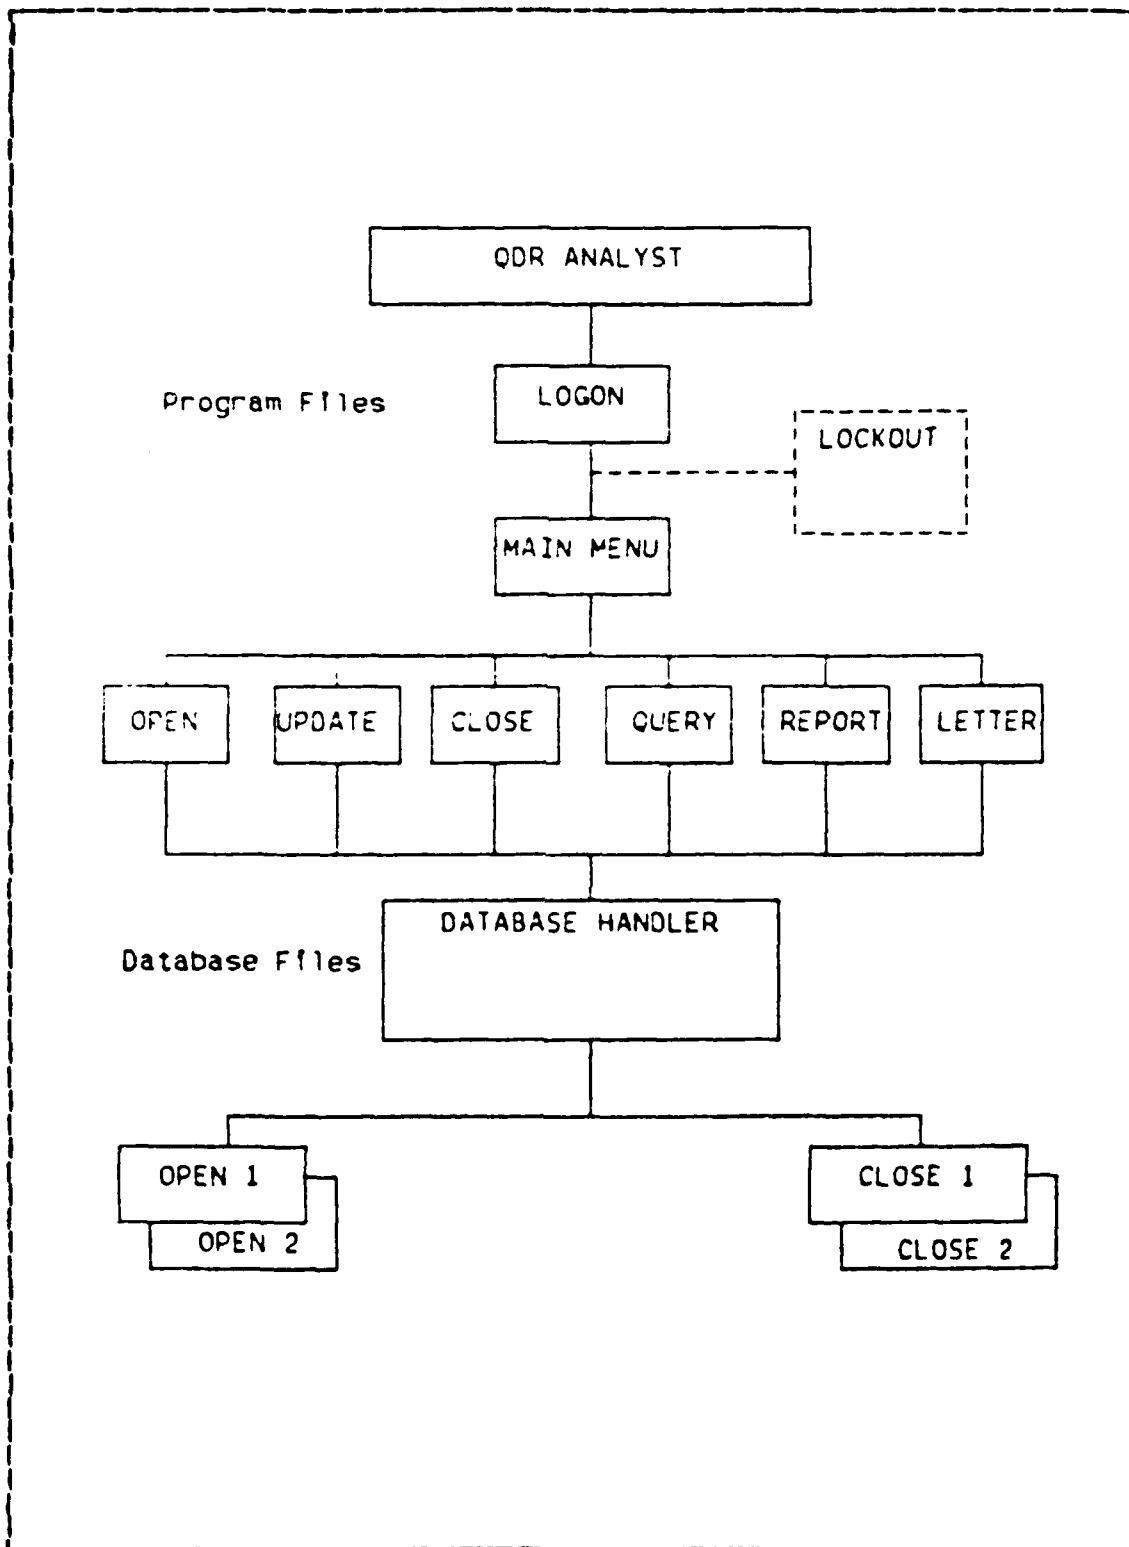 QDR ANALYST
Program Files
LOGON
LOCKOUT
MAIN MENU
OPEN UPDATE CLOSE QUERY REPORT LETTER
DATABASE HANDLER
Database Files
OPEN 1
CLOSE 1
OPEN 2
CLOSE 2